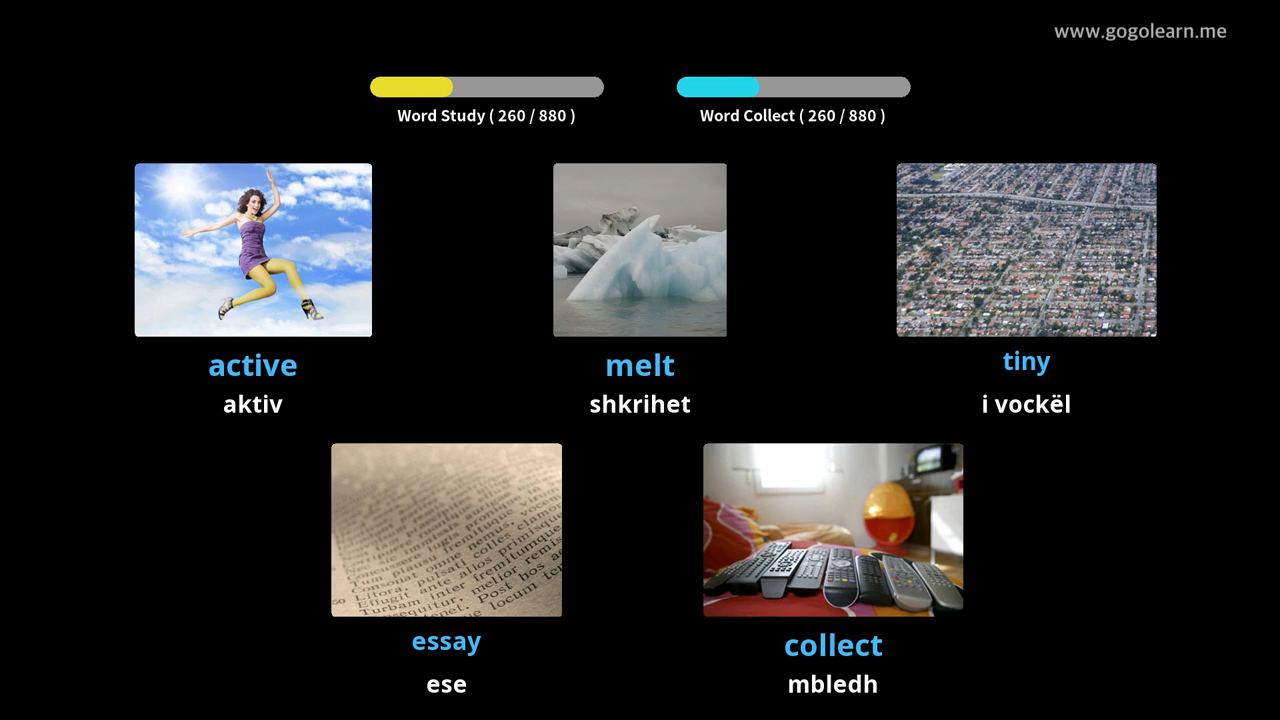 www.gogolearn.me
Word Study ( 260 / 880 )
Word Collect ( 260 / 880 )
active
aktiv
melt
shkrihet
tiny
i vockël
essay
ese
collect
mbledh